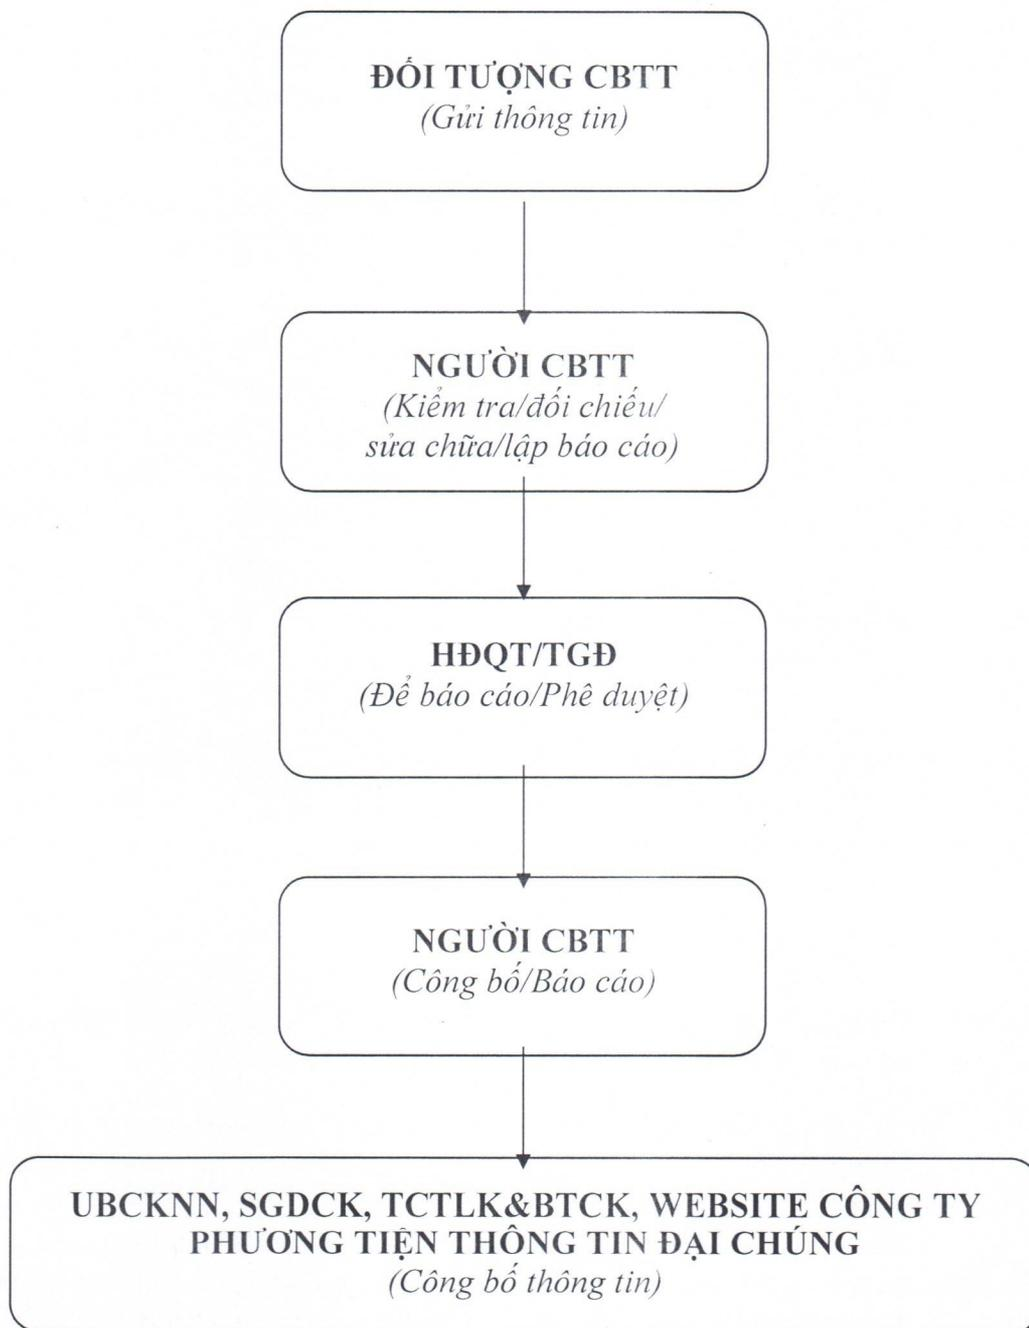 ĐỐI TƯỢNG CBTT
(Gửi thông tin)
NGƯỜI CBTT
(Kiểm tra/đối chiếu/
sửa chữa/lập báo cáo)
HĐQT/TGĐ
(Để báo cáo/Phê duyệt)
NGƯỜI CBTT
(Công bố/Báo cáo)
UBCKNN, SGDCK, TCTLK&BTCK, WEBSITE CÔNG TY
PHƯƠNG TIỆN THÔNG TIN ĐẠI CHÚNG
(Công bố thông tin)